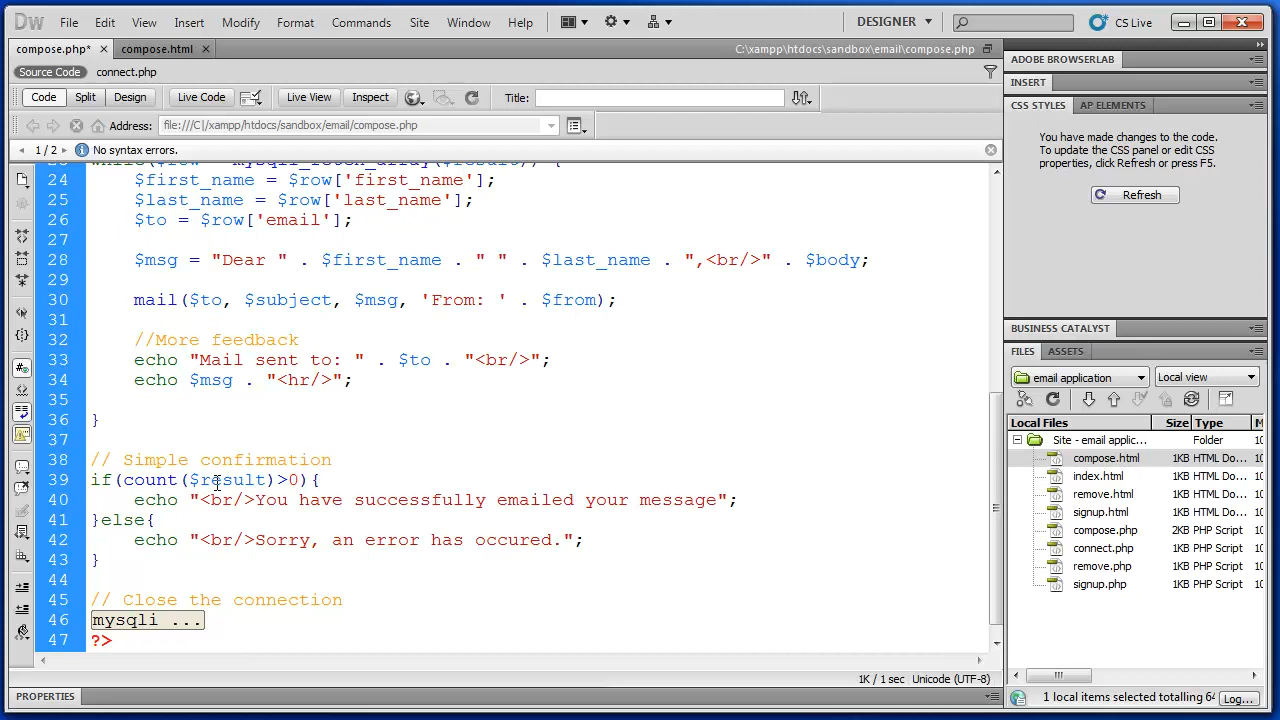 Dw File Edit View Insert Modify Format Commands Site Window Help DESIGNER CS Live
compose.php* compose.html C:\xampp\htdocs\sandbox\email\compose.php
Source Code connect.php
Code Split Design Live Code Live View Inspect Title:
Address: file:///C|/xampp/htdocs/sandbox/email/compose.php
1 / 2 No syntax errors.
24 $first_name = $row['first_name'];
25 $last_name = $row['last_name'];
26 $to = $row['email'];
27
28 $msg = "Dear " . $first_name . " " . $last_name . ",<br/>" . $body;
29
30 mail($to, $subject, $msg, 'From: ' . $from);
31
32 //More feedback
33 echo "Mail sent to: " . $to . "<br/>";
34 echo $msg . "<hr/>";
35
36 }
37
38 // Simple confirmation
39 if(count($result)>0){
40 echo "<br/>You have successfully emailed your message";
41 }else{
42 echo "<br/>Sorry, an error has occured.";
43 }
44
45 // Close the connection
46 mysqli ...
47 ?>
1K / 1 sec Unicode (UTF-8)
PROPERTIES
ADOBE BROWSERLAB
INSERT
CSS STYLES AP ELEMENTS
You have made changes to the code.
To update the CSS panel or edit CSS
properties, click Refresh or press F5.
Refresh
BUSINESS CATALYST
FILES ASSETS
email application Local view
Local Files Size Type M
Site - email applic... Folder 10
compose.html 1KB HTML Do... 10
index.html 1KB HTML Do... 10
remove.html 1KB HTML Do... 10
signup.html 1KB HTML Do... 10
compose.php 2KB PHP Script 10
connect.php 1KB PHP Script 10
remove.php 1KB PHP Script 10
signup.php 1KB PHP Script 10
1 local items selected totalling 64 Log...